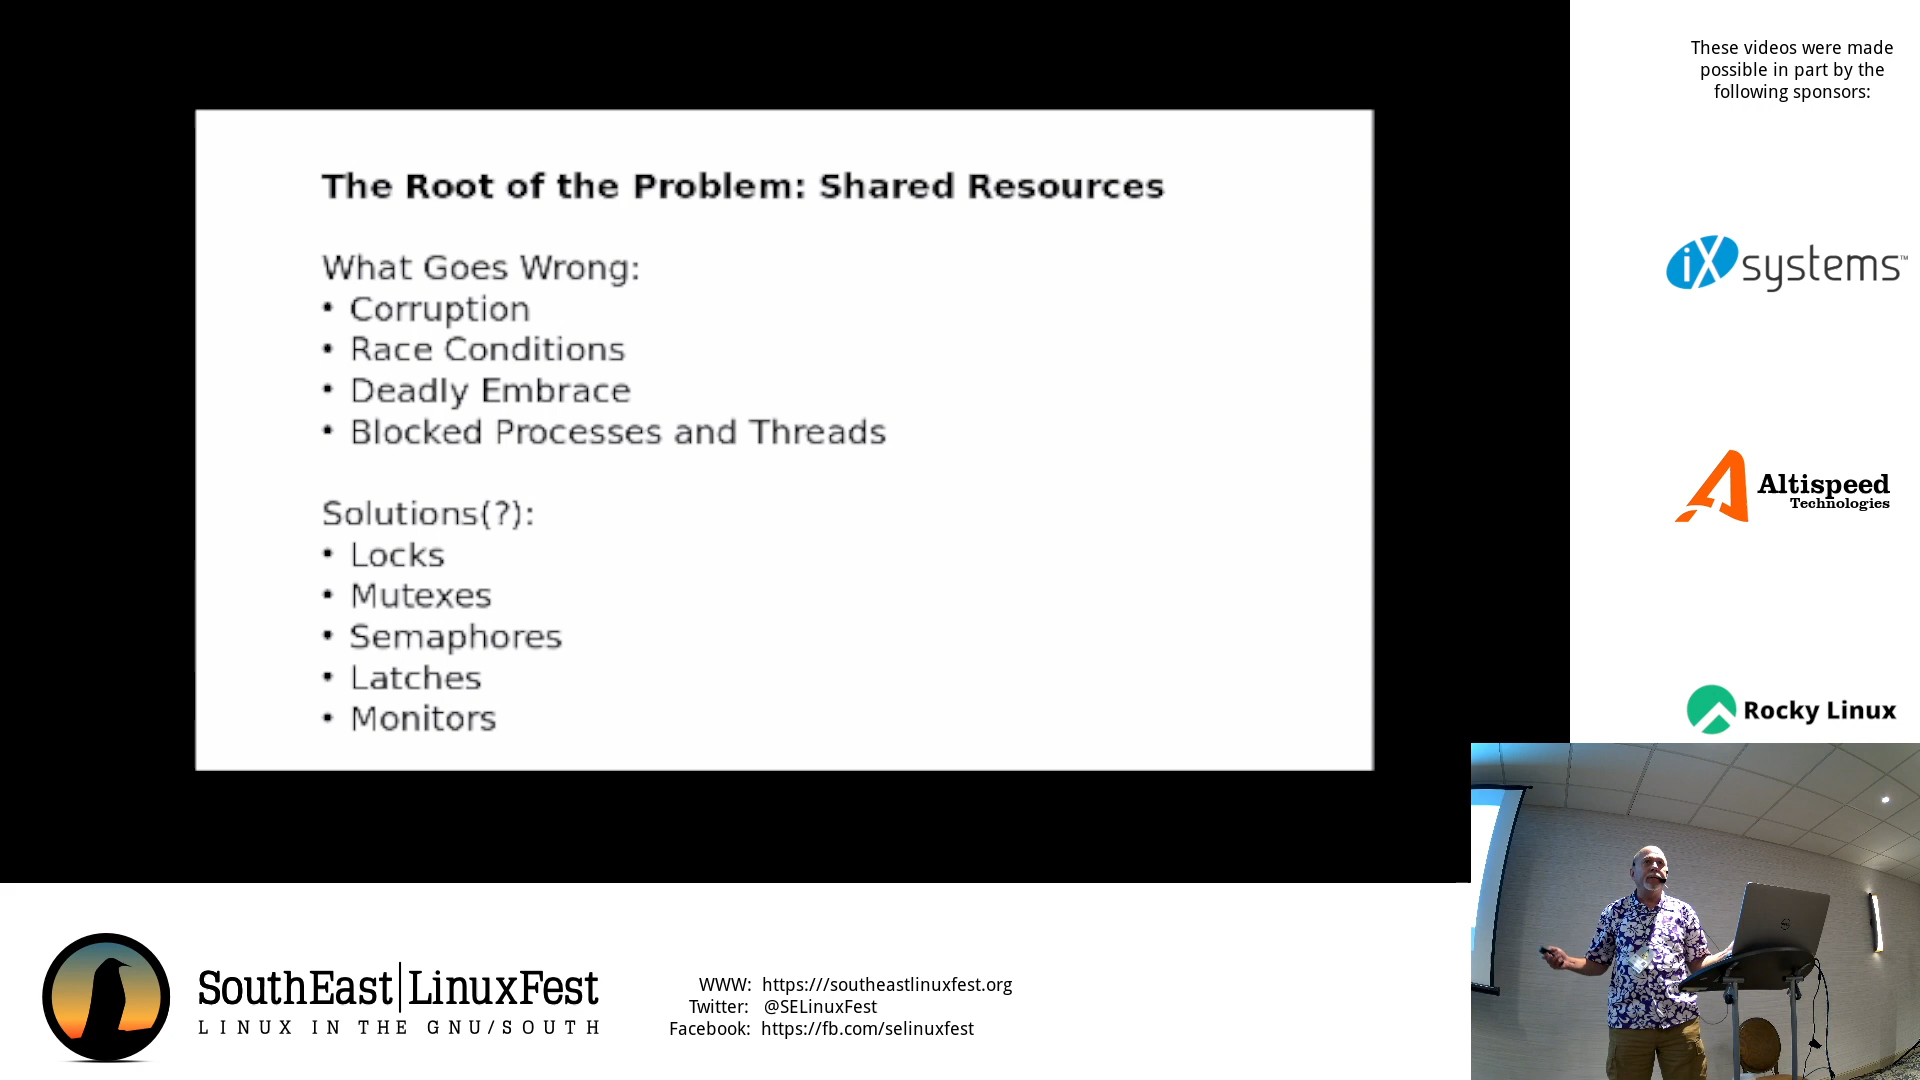 The Root of the Problem: Shared Resources
What Goes Wrong:
• Corruption
• Race Conditions
• Deadly Embrace
• Blocked Processes and Threads
Solutions(?):
• Locks
• Mutexes
• Semaphores
• Latches
• Monitors
These videos were made
possible in part by the
following sponsors:
iXsystems™
Altispeed
Technologies
Rocky Linux
SouthEast|LinuxFest
LINUX IN THE GNU/SOUTH
WWW: https:///southeastlinuxfest.org
Twitter: @SELinuxFest
Facebook: https://fb.com/selinuxfest